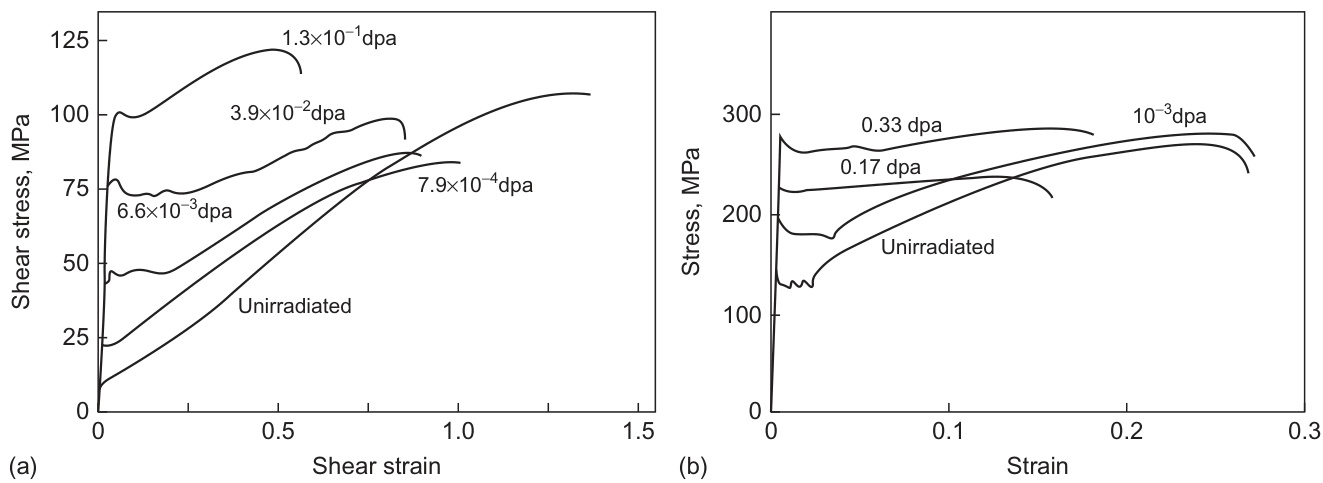 125
100
75
50
25
0
Shear stress, MPa
1.3×10⁻¹dpa
3.9×10⁻²dpa
6.6×10⁻³dpa
7.9×10⁻⁴dpa
Unirradiated
0
0.5
1.0
1.5
(a)
Shear strain
300
200
100
0
Stress, MPa
0.33 dpa
10⁻³dpa
0.17 dpa
Unirradiated
0
0.1
0.2
0.3
(b)
Strain